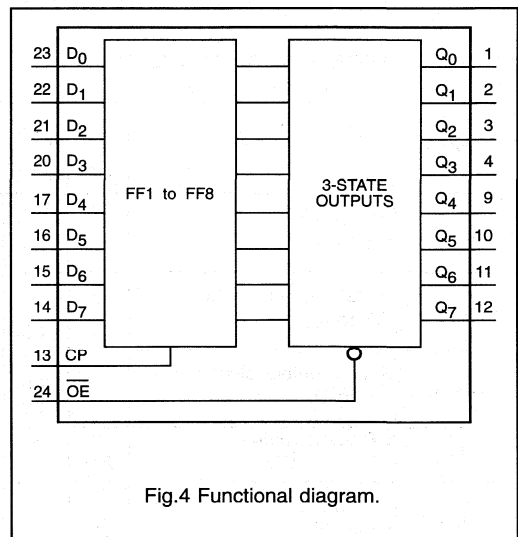 23 D0 Q0 1
22 D1 Q1 2
21 D2 Q2 3
20 D3 Q3 4
FF1 to FF8
3-STATE
OUTPUTS
17 D4 Q4 9
16 D5 Q5 10
15 D6 Q6 11
14 D7 Q7 12
13 CP
24 O̅E̅
Fig.4 Functional diagram.